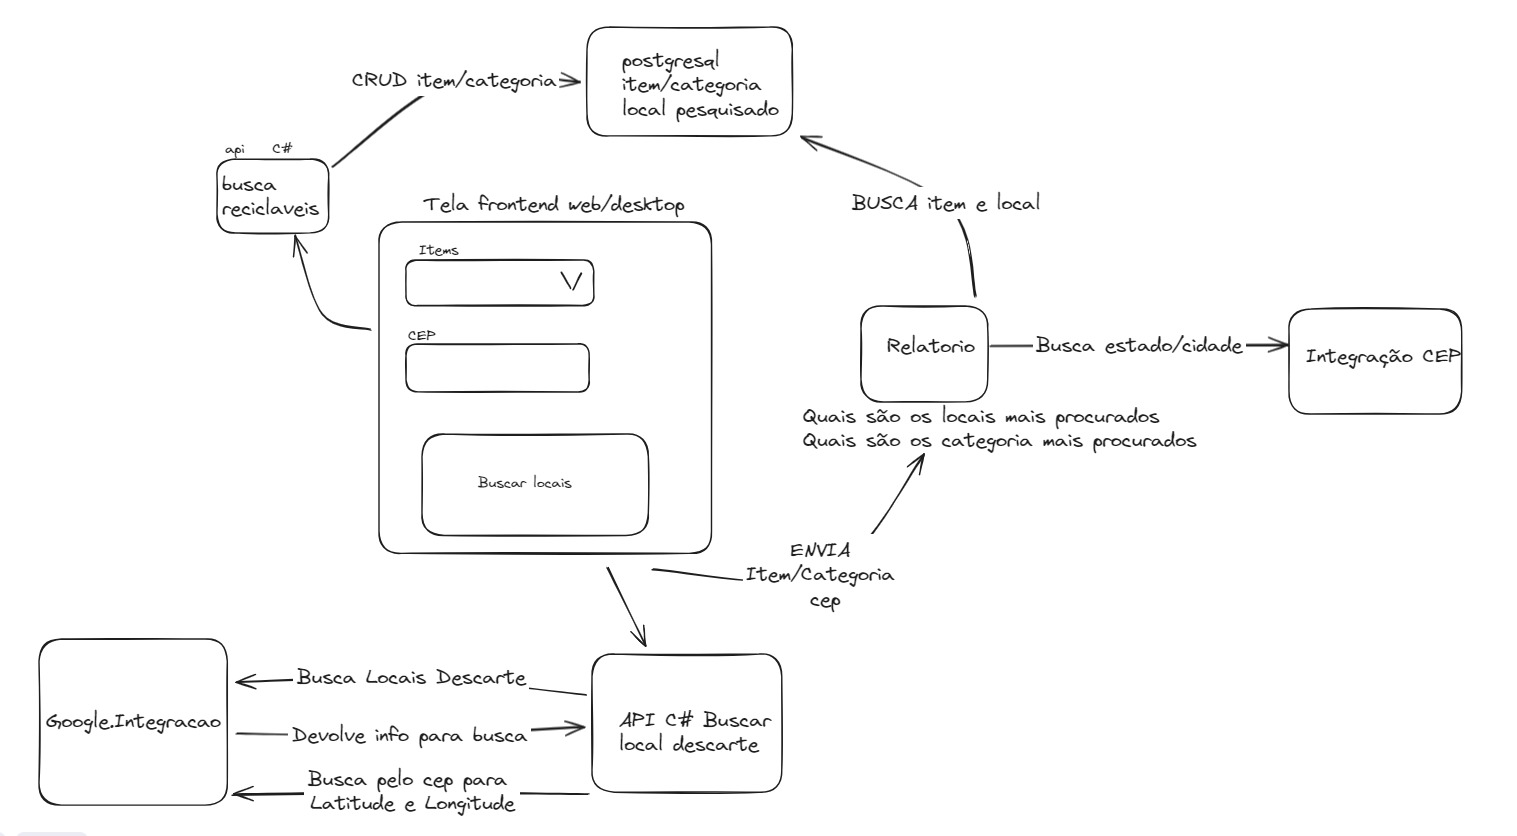 postgresql
item/categoria
local pesquisado
CRUD item/categoria
api C#
busca
reciclaveis
Tela frontend web/desktop
Items
CEP
Buscar locais
BUSCA item e local
Relatorio
Busca estado/cidade
Integração CEP
Quais são os locais mais procurados
Quais são os categoria mais procurados
ENVIA
Item/Categoria
cep
Google.Integracao
Busca Locais Descarte
Devolve info para busca
Busca pelo cep para
Latitude e Longitude
API C# Buscar
local descarte